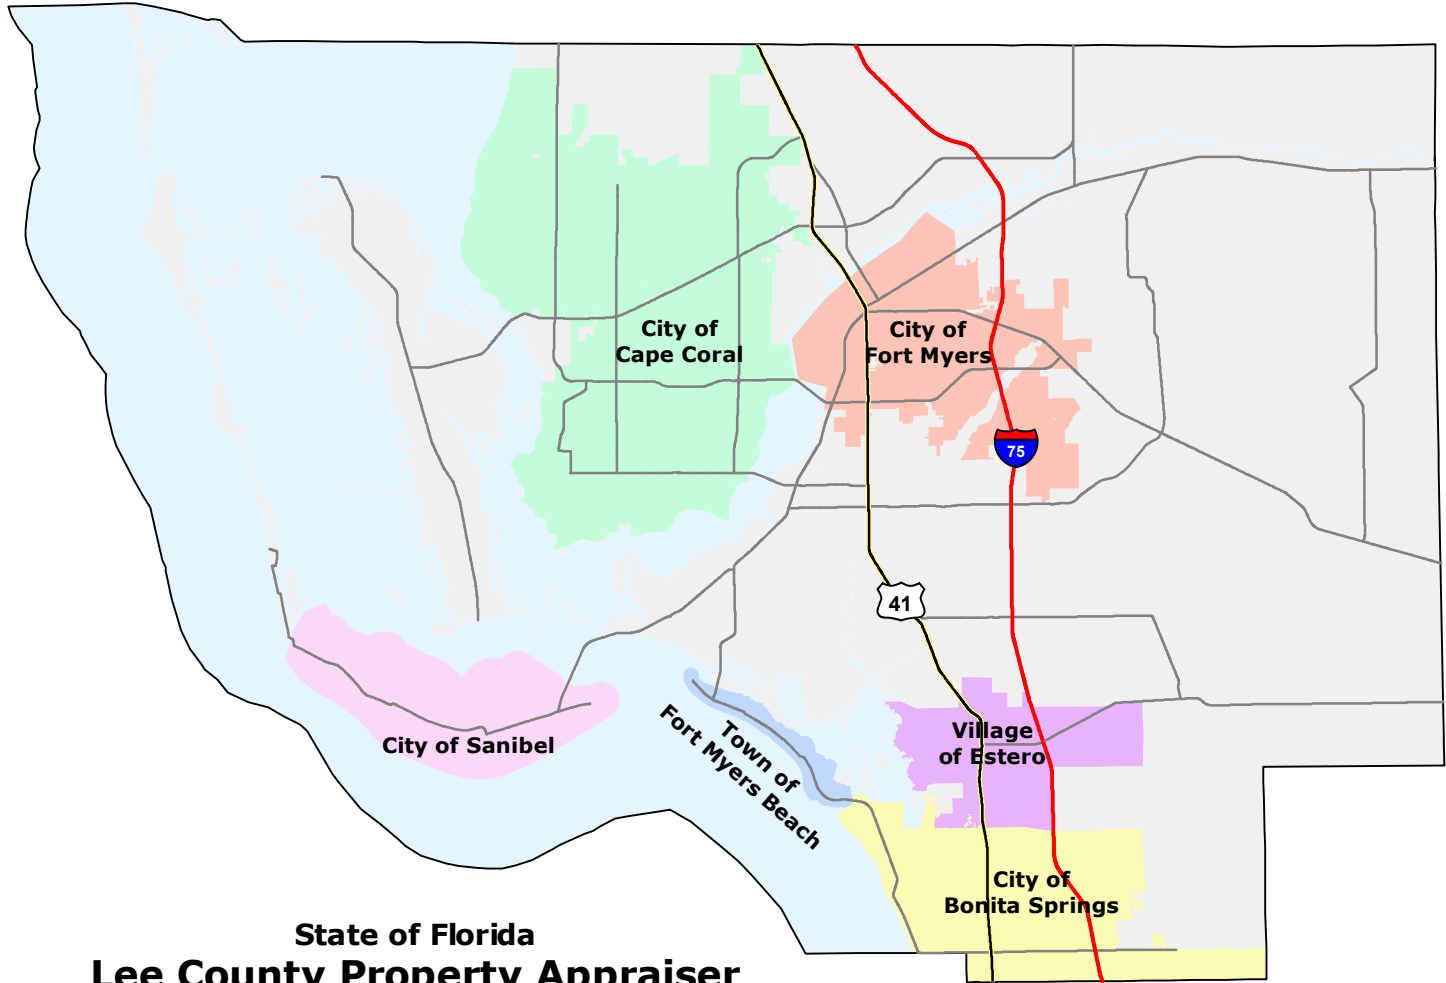 City of
Cape Coral
City of
Fort Myers
75
41
City of Sanibel
Town of
Fort Myers Beach
Village
of Estero
City of
Bonita Springs
State of Florida
Lee County Property Appraiser